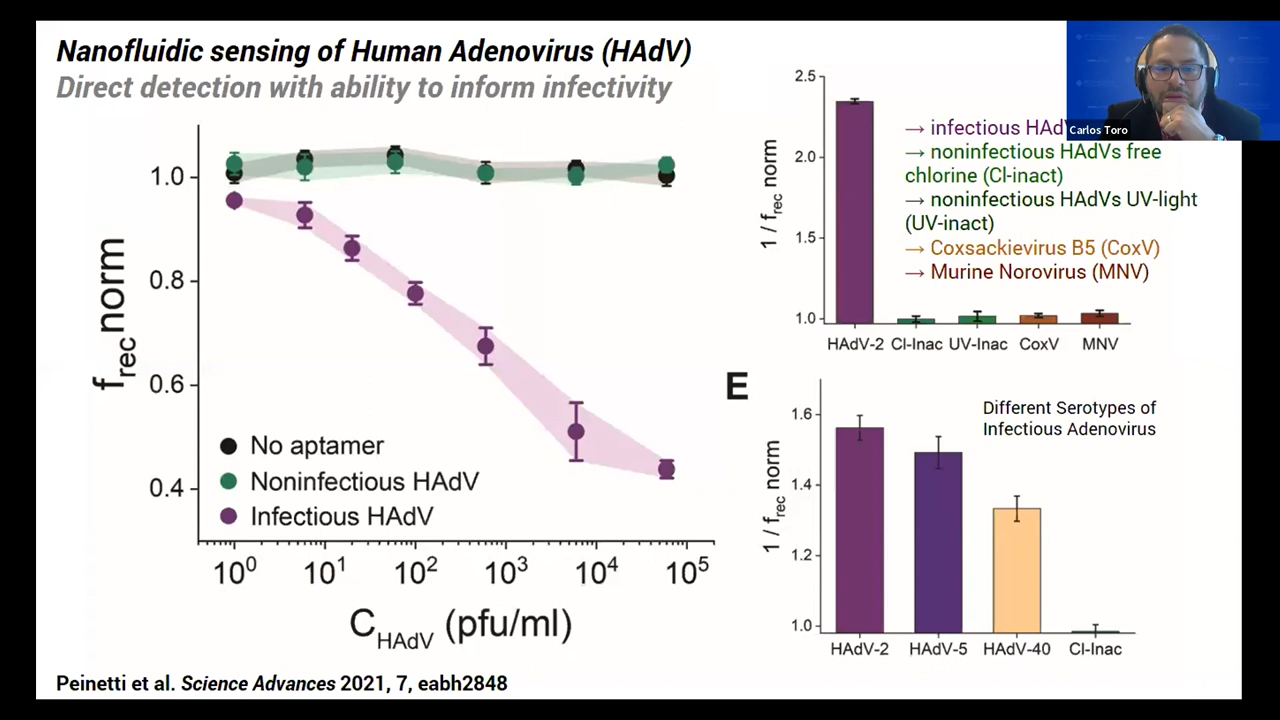 Nanofluidic sensing of Human Adenovirus (HAdV)
Direct detection with ability to inform infectivity
Carlos Toro
1.0
0.8
0.6
0.4
frec norm
No aptamer
Noninfectious HAdV
Infectious HAdV
10⁰ 10¹ 10² 10³ 10⁴ 10⁵
CHAdV (pfu/ml)
2.5
2.0
1.5
1.0
1 / frec norm
→ infectious HAd
→ noninfectious HAdVs free
chlorine (Cl-inact)
→ noninfectious HAdVs UV-light
(UV-inact)
→ Coxsackievirus B5 (CoxV)
→ Murine Norovirus (MNV)
HAdV-2 Cl-Inac UV-Inac CoxV MNV
E
1.6
1.4
1.2
1.0
1 / frec norm
Different Serotypes of
Infectious Adenovirus
HAdV-2 HAdV-5 HAdV-40 Cl-Inac
Peinetti et al. Science Advances 2021, 7, eabh2848